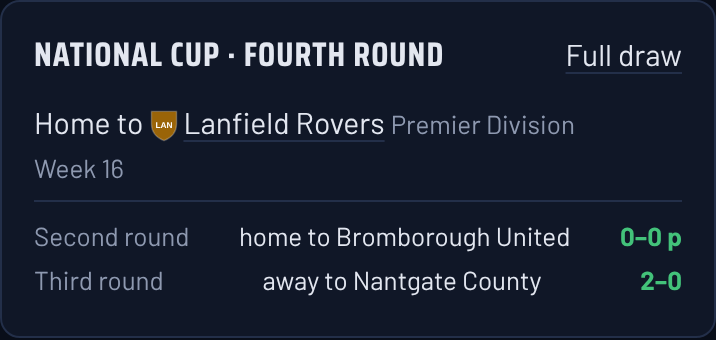 NATIONAL CUP · FOURTH ROUND Full draw
Home to LAN Lanfield Rovers Premier Division
Week 16
Second round home to Bromborough United 0–0 p
Third round away to Nantgate County 2–0